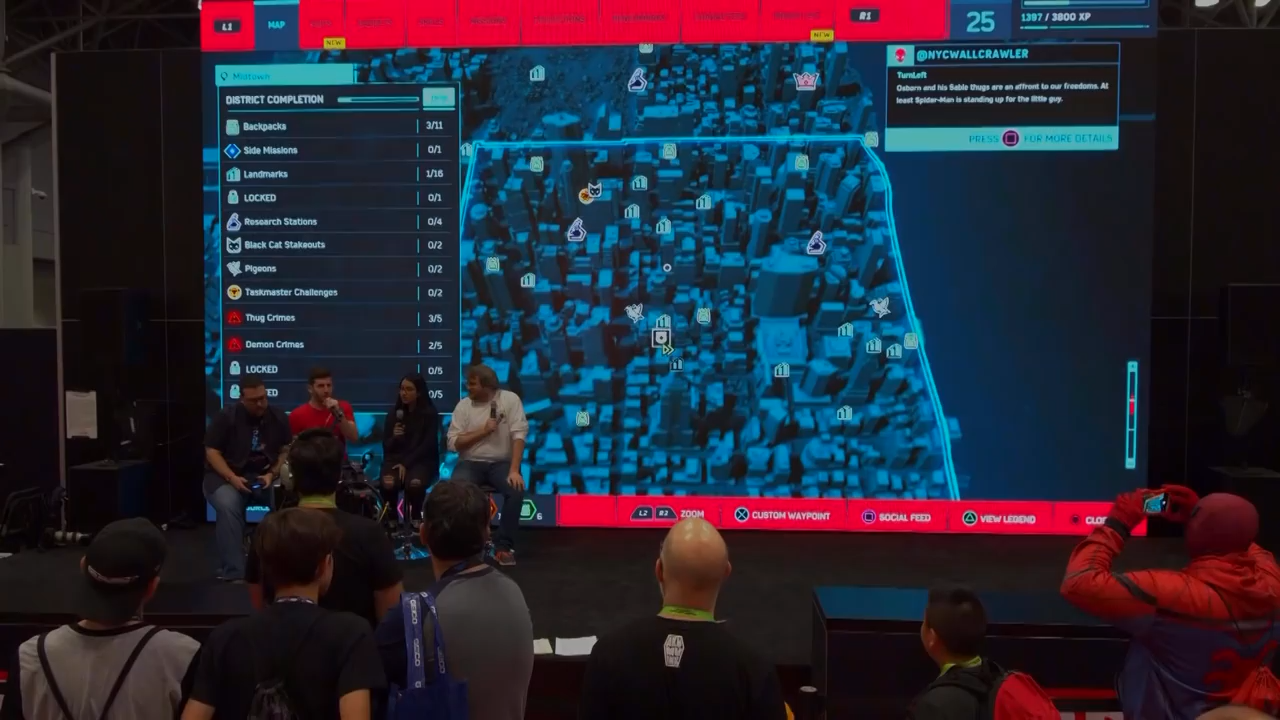 L1
MAP
R1
25
1397 / 3800 XP
NEW
NEW
Midtown
DISTRICT COMPLETION
Backpacks 3/11
Side Missions 0/1
Landmarks 1/16
LOCKED 0/1
Research Stations 0/4
Black Cat Stakeouts 0/2
Pigeons 0/2
Taskmaster Challenges 0/2
Thug Crimes 3/5
Demon Crimes 2/5
LOCKED 0/5
0/5
@NYCWALLCRAWLER
TurnLeft
Osborn and his Sable thugs are an affront to our freedoms. At
least Spider-Man is standing up for the little guy.
PRESS FOR MORE DETAILS
6
L2 R2 ZOOM
CUSTOM WAYPOINT
SOCIAL FEED
VIEW LEGEND